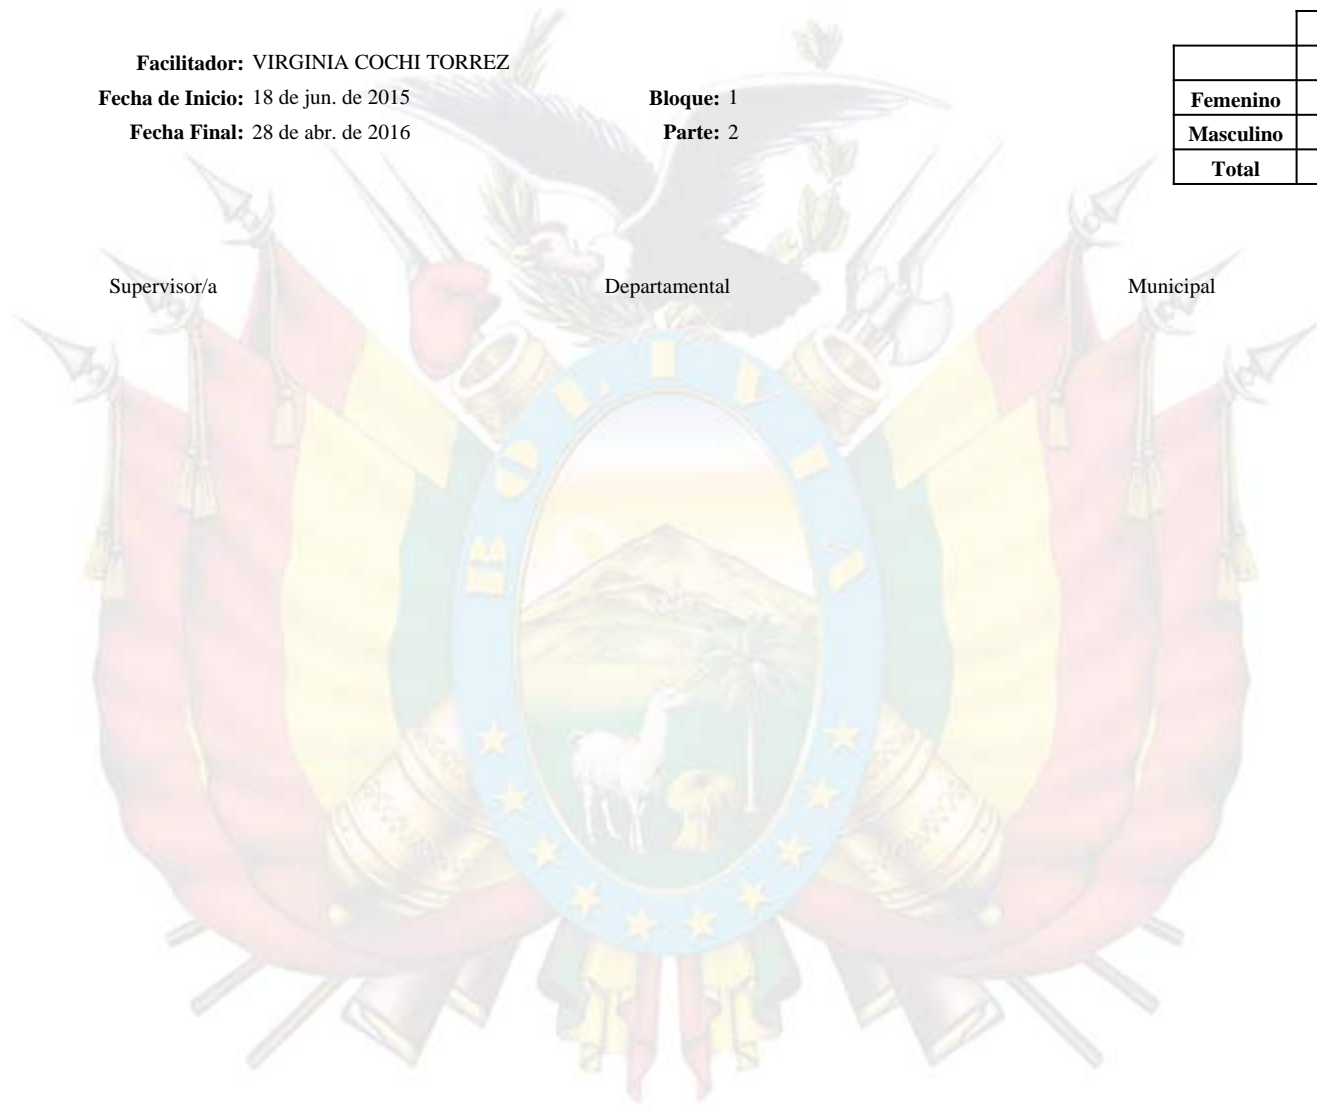 Facilitador: VIRGINIA COCHI TORREZ
Fecha de Inicio: 18 de jun. de 2015 Bloque: 1
Fecha Final: 28 de abr. de 2016 Parte: 2
Femenino
Masculino
Total
Supervisor/a Departamental Municipal
BOLIVIA